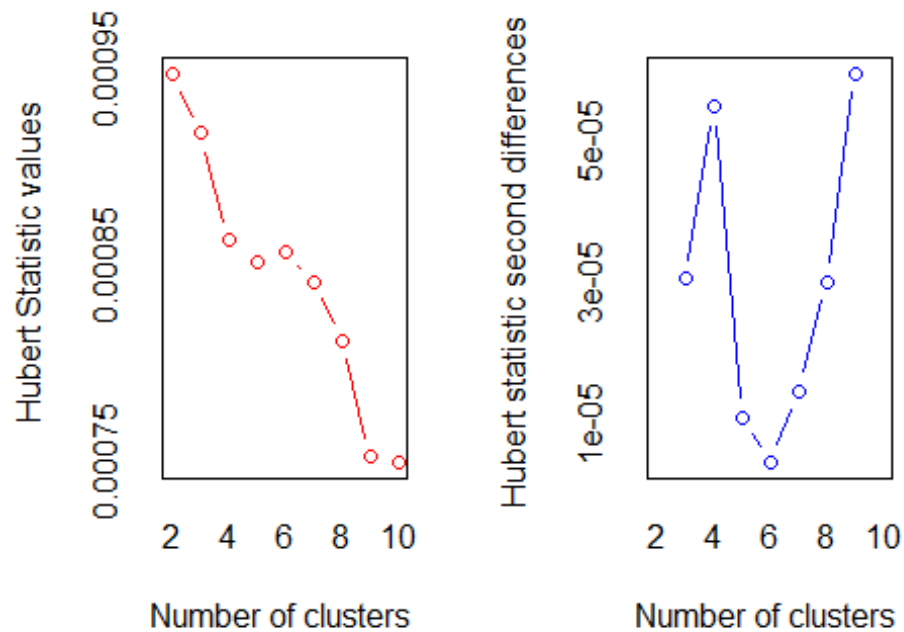 Hubert Statistic values
0.00075 0.00085 0.00095
2 4 6 8 10
Number of clusters
Hubert statistic second differences
1e-05 3e-05 5e-05
2 4 6 8 10
Number of clusters